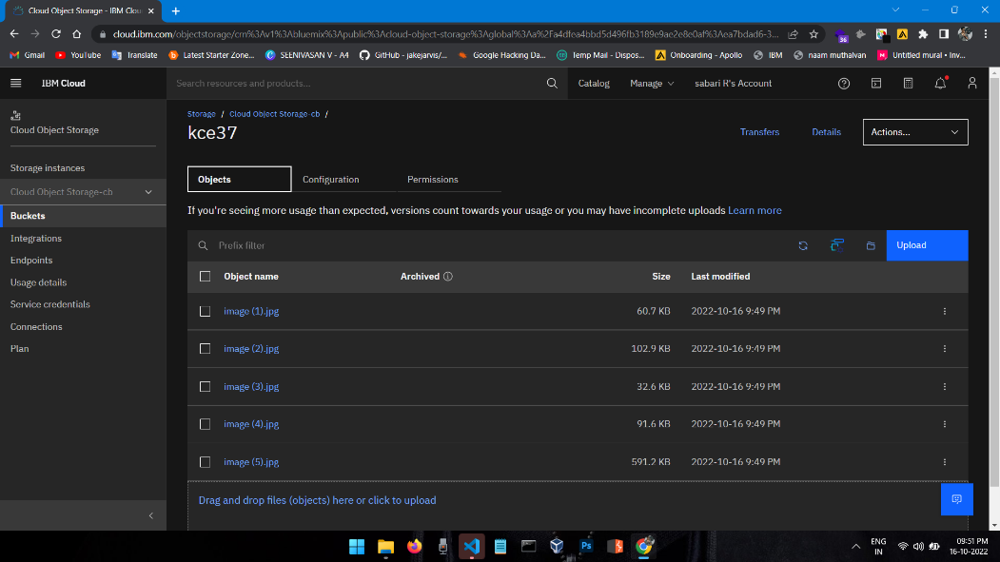 Cloud Object Storage - IBM Clou
cloud.ibm.com/objectstorage/crn%3Av1%3Abluemix%3Apublic%3Acloud-object-storage%3Aglobal%3Aa%2Fa4dfea4bbd5d496fb3189e9ae2e8e0af%3Aea7bdad6-3...
36
Gmail YouTube Translate Latest Starter Zone... SEENIVASAN V - A4 GitHub - jakejarvis/... Google Hacking Da... Temp Mail - Dispos... Onboarding - Apollo IBM naam muthalvan Untitled mural • Inv...
IBM Cloud
Search resources and products...
Catalog
Manage
sabari R's Account
Cloud Object Storage
Storage instances
Cloud Object Storage-cb
Buckets
Integrations
Endpoints
Usage details
Service credentials
Connections
Plan
Storage / Cloud Object Storage-cb /
kce37
Transfers
Details
Actions...
Objects
Configuration
Permissions
If you're seeing more usage than expected, versions count towards your usage or you may have incomplete uploads Learn more
Prefix filter
Upload
Object name Archived Size Last modified
image (1).jpg 60.7 KB 2022-10-16 9:49 PM
image (2).jpg 102.9 KB 2022-10-16 9:49 PM
image (3).jpg 32.6 KB 2022-10-16 9:49 PM
image (4).jpg 91.6 KB 2022-10-16 9:49 PM
image (5).jpg 591.2 KB 2022-10-16 9:49 PM
Drag and drop files (objects) here or click to upload
Ps
ENG
IN
09:51 PM
16-10-2022